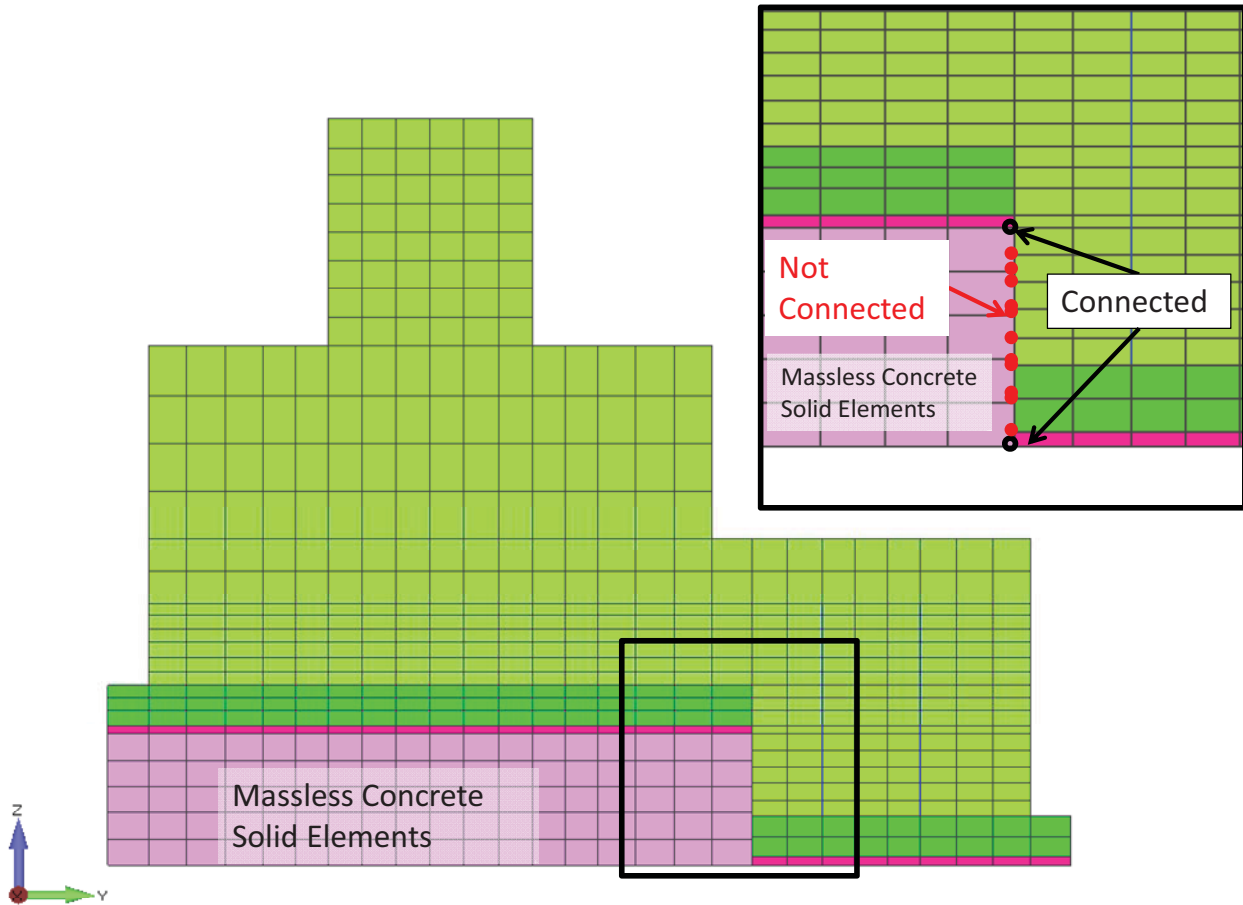 Not
Connected
Connected
Massless Concrete
Solid Elements
Massless Concrete
Solid Elements
Z
X
Y